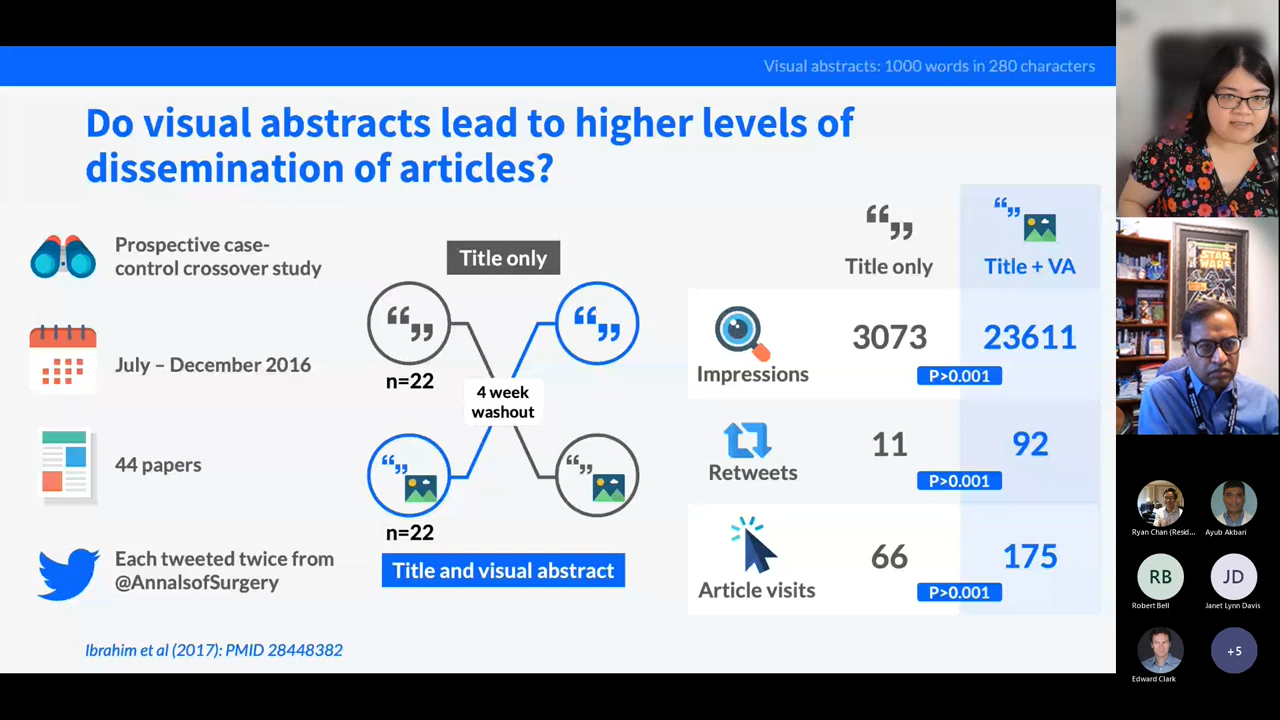 Visual abstracts: 1000 words in 280 characters
Do visual abstracts lead to higher levels of
dissemination of articles?
Prospective case-
control crossover study
July – December 2016
44 papers
Each tweeted twice from
@AnnalsofSurgery
Title only
n=22
4 week
washout
n=22
Title and visual abstract
Title only
Title + VA
Impressions
3073
23611
P>0.001
Retweets
11
92
P>0.001
Article visits
66
175
P>0.001
Ibrahim et al (2017): PMID 28448382
STAR
WARS
Ryan Chan (Resid...
Ayub Akbari
RB
JD
Robert Bell
Janet Lynn Davis
Edward Clark
+5